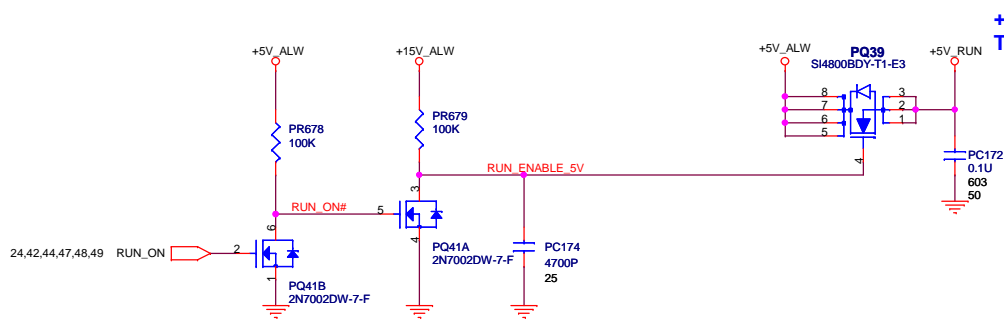 +
T
+5V_ALW
+15V_ALW
+5V_ALW
PQ39
SI4800BDY-T1-E3
+5V_RUN
8
7
6
5
3
2
1
4
PR678
100K
PR679
100K
PC172
0.1U
603
50
RUN_ENABLE_5V
3
RUN_ON#
5
4
PQ41A
2N7002DW-7-F
PC174
4700P
25
6
24,42,44,47,48,49
RUN_ON
2
1
PQ41B
2N7002DW-7-F